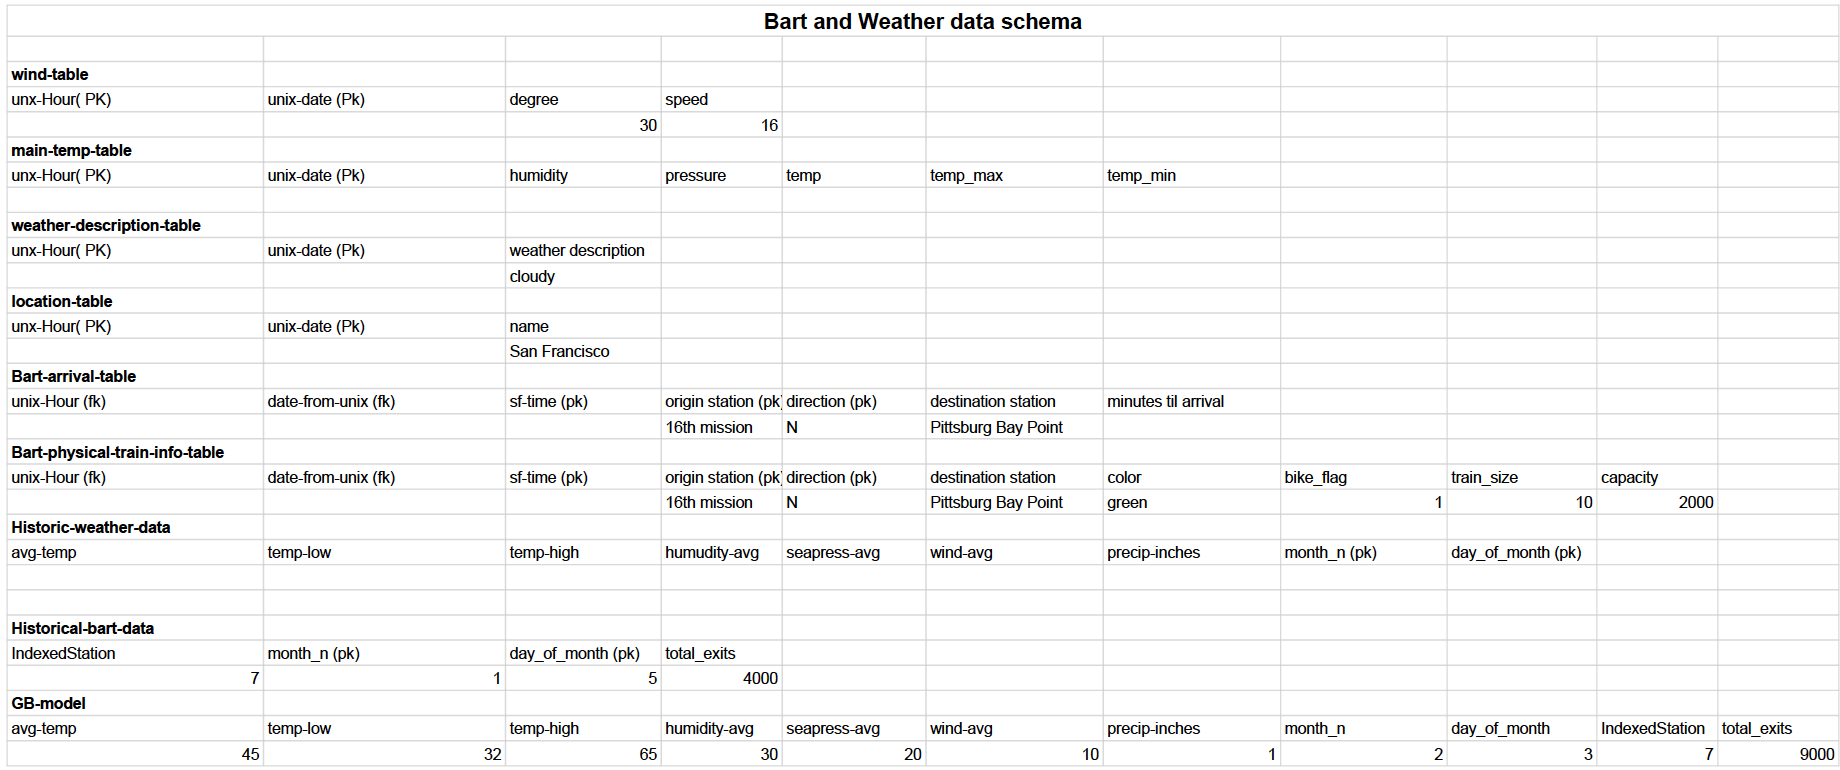 Bart and Weather data schema
wind-table
unx-Hour( PK) unix-date (Pk) degree speed
30 16
main-temp-table
unx-Hour( PK) unix-date (Pk) humidity pressure temp temp_max temp_min
weather-description-table
unx-Hour( PK) unix-date (Pk) weather description
cloudy
location-table
unx-Hour( PK) unix-date (Pk) name
San Francisco
Bart-arrival-table
unix-Hour (fk) date-from-unix (fk) sf-time (pk) origin station (pk) direction (pk) destination station minutes til arrival
16th mission N Pittsburg Bay Point
Bart-physical-train-info-table
unix-Hour (fk) date-from-unix (fk) sf-time (pk) origin station (pk) direction (pk) destination station color bike_flag train_size capacity
16th mission N Pittsburg Bay Point green 1 10 2000
Historic-weather-data
avg-temp temp-low temp-high humudity-avg seapress-avg wind-avg precip-inches month_n (pk) day_of_month (pk)
Historical-bart-data
IndexedStation month_n (pk) day_of_month (pk) total_exits
7 1 5 4000
GB-model
avg-temp temp-low temp-high humidity-avg seapress-avg wind-avg precip-inches month_n day_of_month IndexedStation total_exits
45 32 65 30 20 10 1 2 3 7 9000